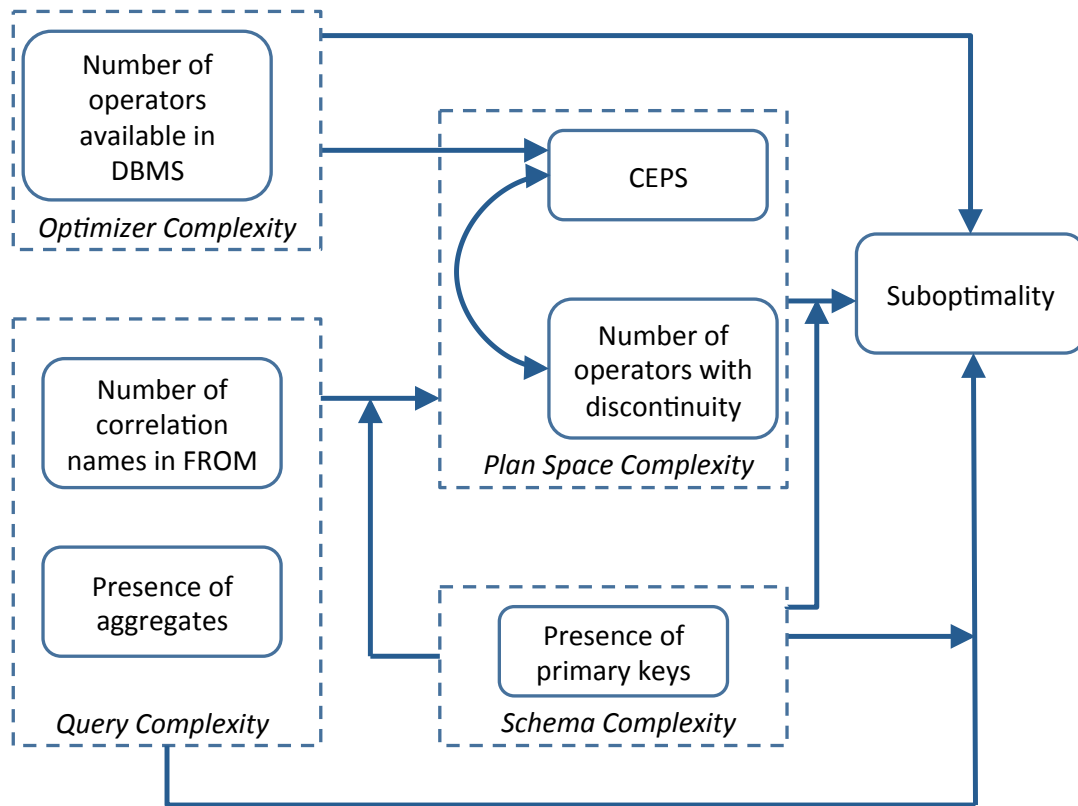 Number of
operators
available in
DBMS
Optimizer Complexity
CEPS
Number of
operators with
discontinuity
Plan Space Complexity
Suboptimality
Number of
correlation
names in FROM
Presence of
aggregates
Query Complexity
Presence of
primary keys
Schema Complexity